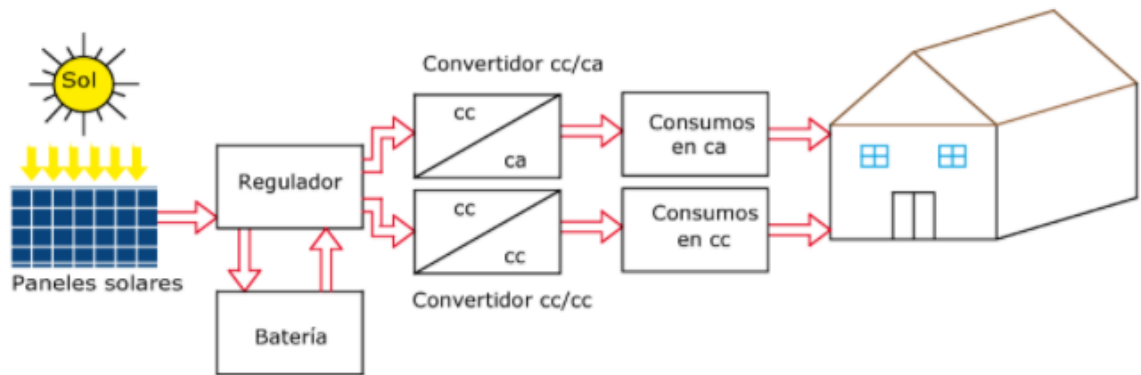 Sol
Paneles solares
Regulador
Batería
Convertidor cc/ca
cc
ca
Consumos
en ca
cc
cc
Convertidor cc/cc
Consumos
en cc